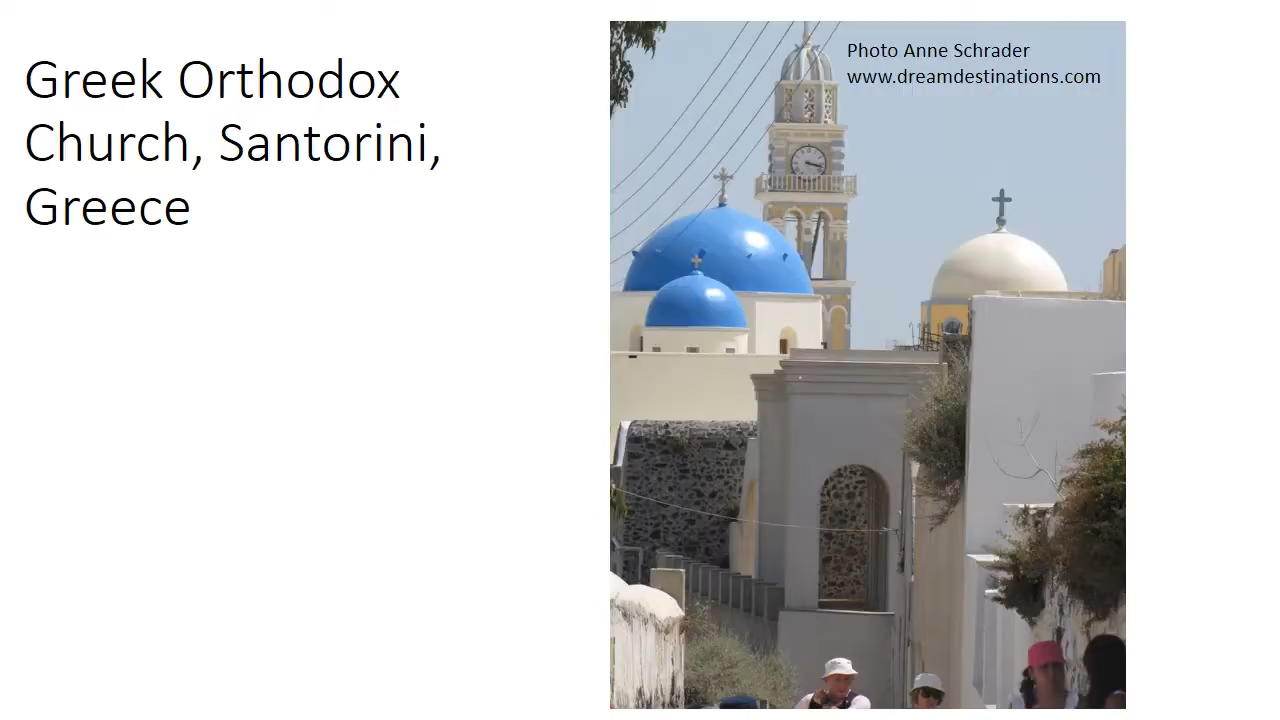 Greek Orthodox
Church, Santorini,
Greece
Photo Anne Schrader
www.dreamdestinations.com